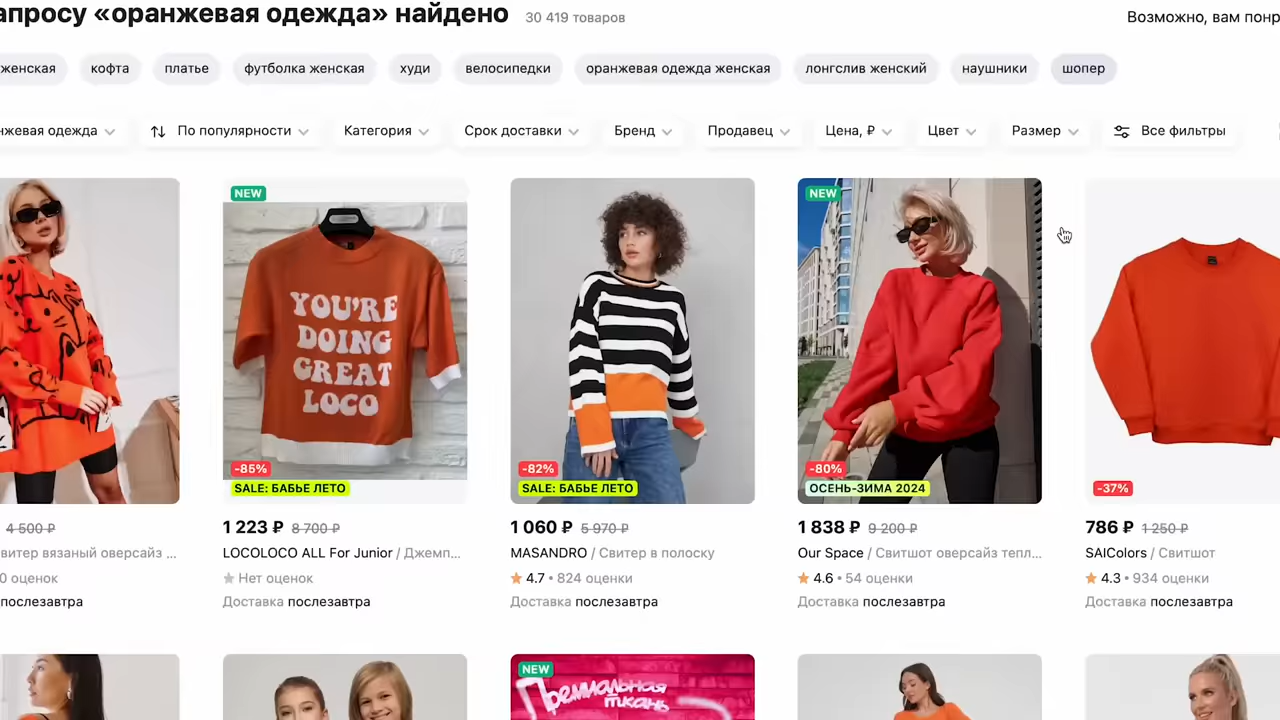 апросу «оранжевая одежда» найдено 30 419 товаров
Возможно, вам понр
женская кофта платье футболка женская худи велосипедки оранжевая одежда женская лонгслив женский наушники шопер
нжевая одежда По популярности Категория Срок доставки Бренд Продавец Цена, ₽ Цвет Размер Все фильтры
NEW
YOU'RE
DOING
GREAT
LOCO
-85%
SALE: БАБЬЕ ЛЕТО
-82%
SALE: БАБЬЕ ЛЕТО
NEW
-80%
ОСЕНЬ-ЗИМА 2024
-37%
4 500 ₽
витер вязаный оверсайз ...
0 оценок
послезавтра
1 223 ₽ 8 700 ₽
LOCOLOCO ALL For Junior / Джемп...
Нет оценок
Доставка послезавтра
1 060 ₽ 5 970 ₽
MASANDRO / Свитер в полоску
4.7 • 824 оценки
Доставка послезавтра
1 838 ₽ 9 200 ₽
Our Space / Свитшот оверсайз тепл...
4.6 • 54 оценки
Доставка послезавтра
786 ₽ 1 250 ₽
SAIColors / Свитшот
4.3 • 934 оценки
Доставка послезавтра
NEW
Премиальная
ткань